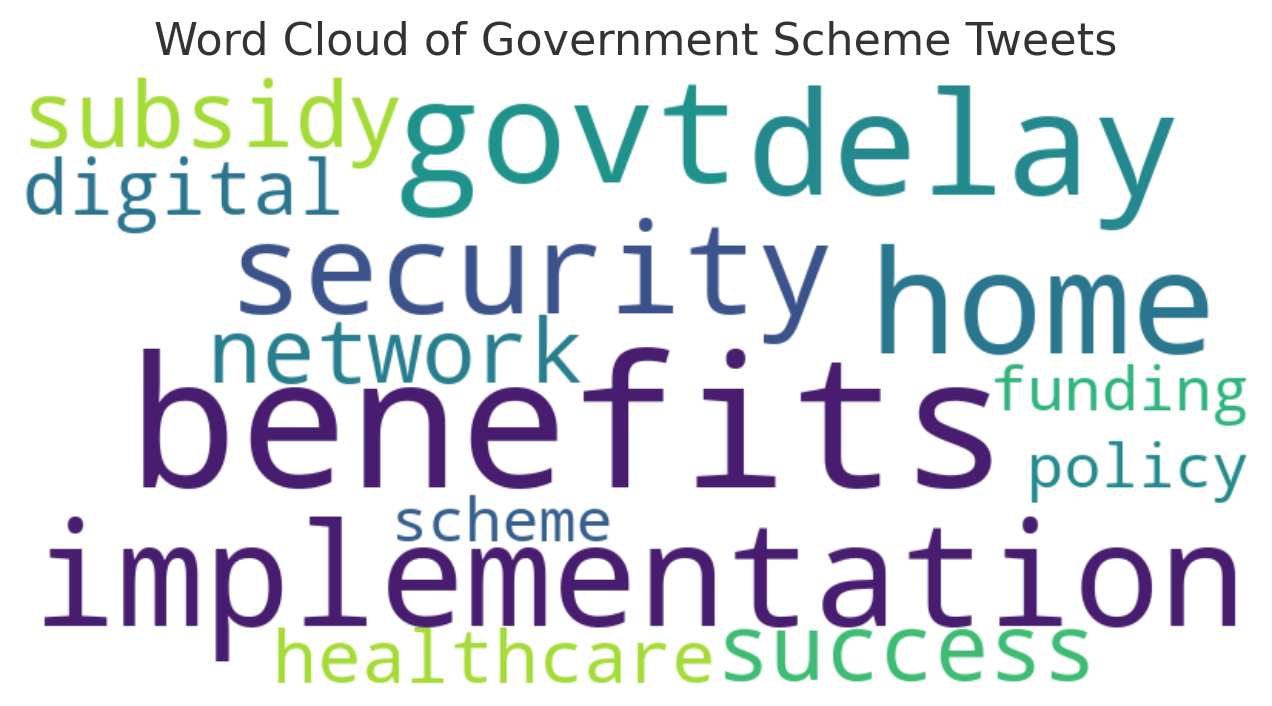 Word Cloud of Government Scheme Tweets
subsidy govt delay
digital
security home
network
benefits funding
policy
scheme
implementation
healthcare success